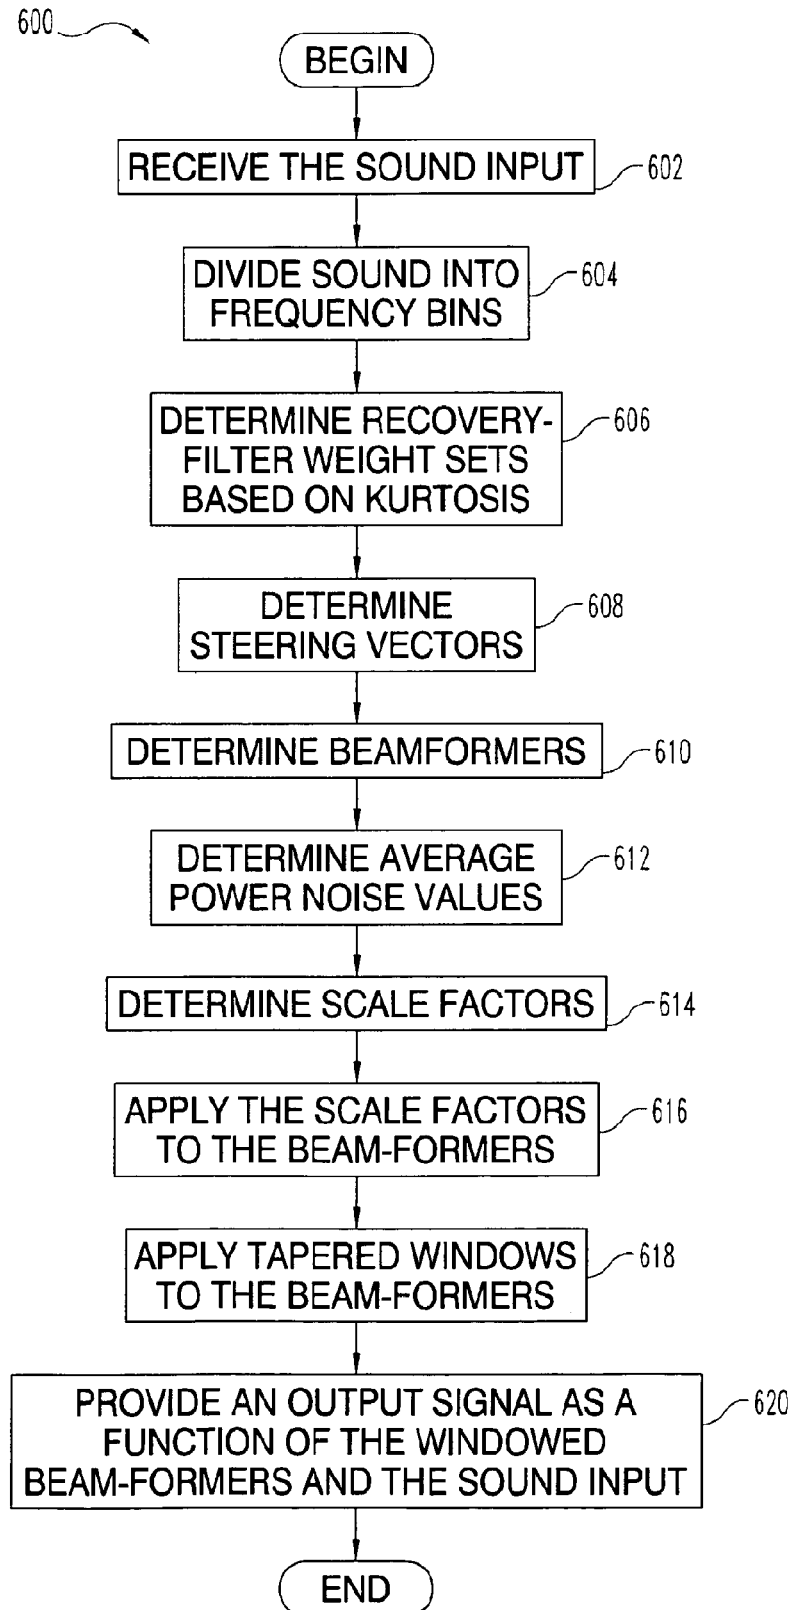 600
BEGIN
RECEIVE THE SOUND INPUT
602
DIVIDE SOUND INTO
FREQUENCY BINS
604
DETERMINE RECOVERY-
FILTER WEIGHT SETS
BASED ON KURTOSIS
606
DETERMINE
STEERING VECTORS
608
DETERMINE BEAMFORMERS
610
DETERMINE AVERAGE
POWER NOISE VALUES
612
DETERMINE SCALE FACTORS
614
APPLY THE SCALE FACTORS
TO THE BEAM-FORMERS
616
APPLY TAPERED WINDOWS
TO THE BEAM-FORMERS
618
PROVIDE AN OUTPUT SIGNAL AS A
FUNCTION OF THE WINDOWED
BEAM-FORMERS AND THE SOUND INPUT
620
END